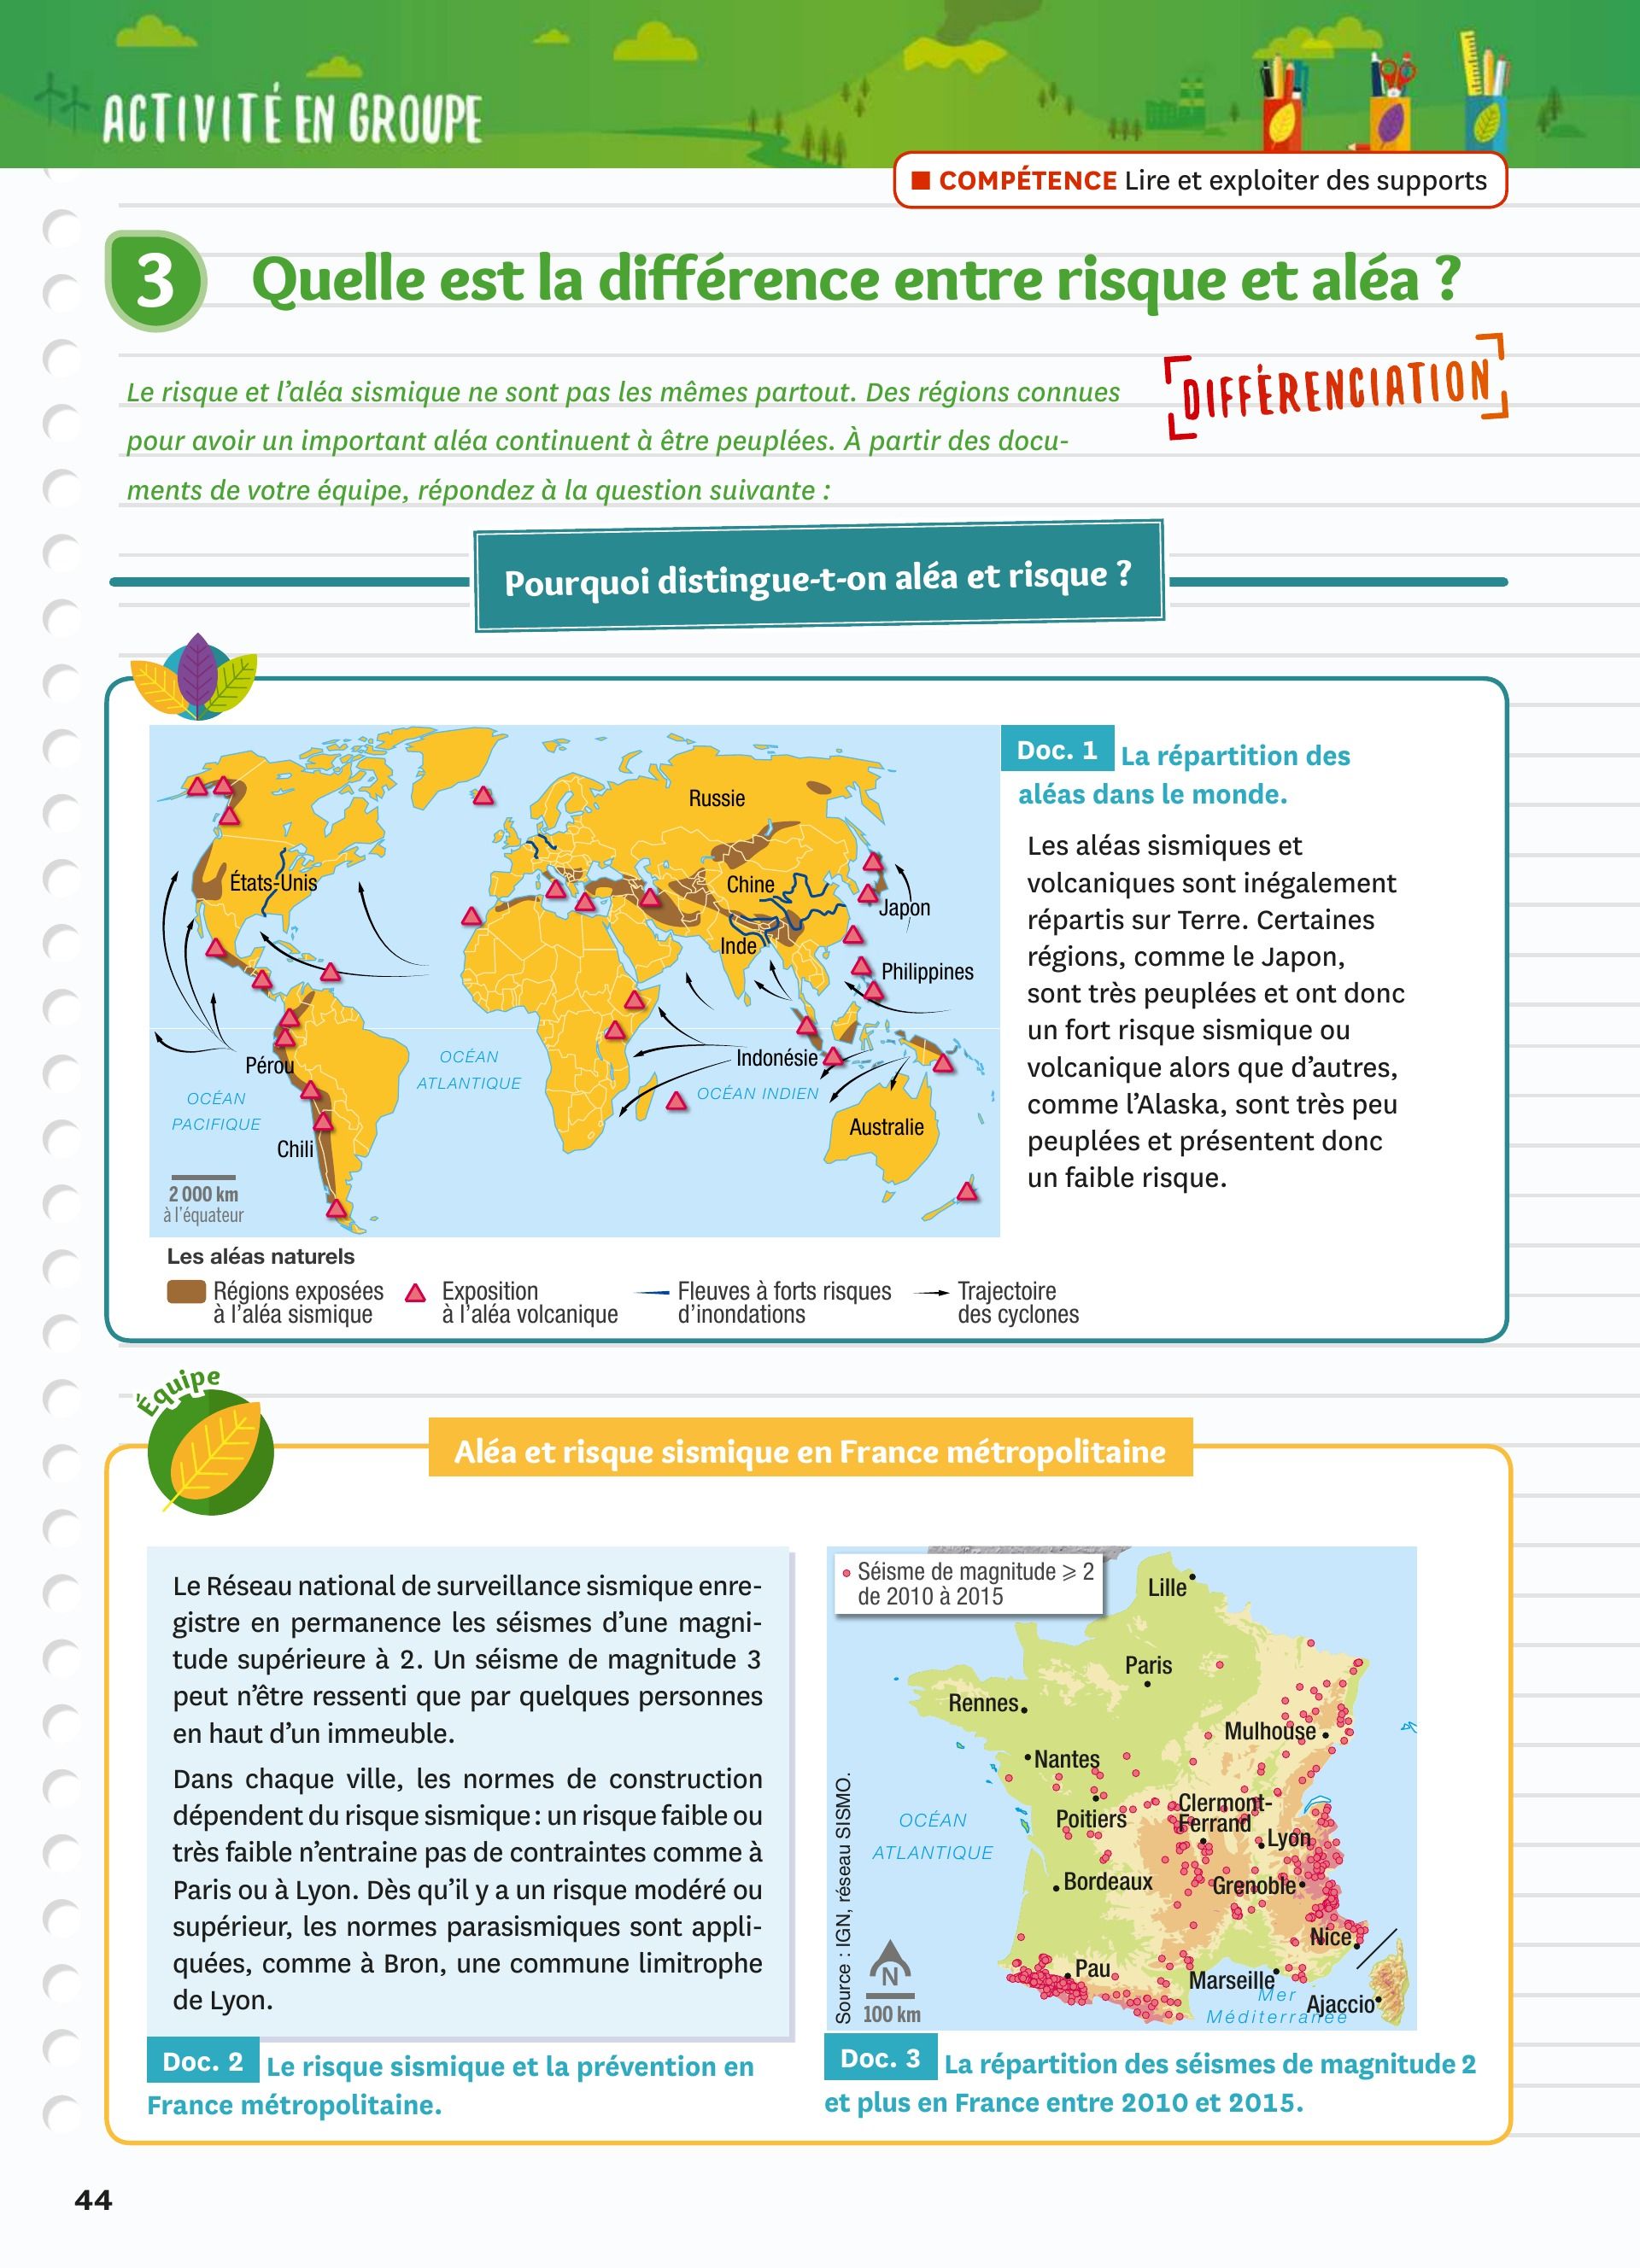 ACTIVITÉ EN GROUPE
■ COMPÉTENCE Lire et exploiter des supports
3 Quelle est la différence entre risque et aléa ?
Le risque et l'aléa sismique ne sont pas les mêmes partout. Des régions connues
pour avoir un important aléa continuent à être peuplées. À partir des docu-
ments de votre équipe, répondez à la question suivante :
DIFFÉRENCIATION
Pourquoi distingue-t-on aléa et risque ?
Russie
États-Unis
Chine
Japon
Inde
Philippines
Pérou
OCÉAN
ATLANTIQUE
Indonésie
OCÉAN INDIEN
OCÉAN
PACIFIQUE
Australie
Chili
2 000 km
à l'équateur
Doc. 1 La répartition des
aléas dans le monde.
Les aléas sismiques et
volcaniques sont inégalement
répartis sur Terre. Certaines
régions, comme le Japon,
sont très peuplées et ont donc
un fort risque sismique ou
volcanique alors que d'autres,
comme l'Alaska, sont très peu
peuplées et présentent donc
un faible risque.
Les aléas naturels
Régions exposées
à l'aléa sismique
Exposition
à l'aléa volcanique
Fleuves à forts risques
d'inondations
Trajectoire
des cyclones
Équipe
Aléa et risque sismique en France métropolitaine
Le Réseau national de surveillance sismique enre-
gistre en permanence les séismes d'une magni-
tude supérieure à 2. Un séisme de magnitude 3
peut n'être ressenti que par quelques personnes
en haut d'un immeuble.
Dans chaque ville, les normes de construction
dépendent du risque sismique : un risque faible ou
très faible n'entraine pas de contraintes comme à
Paris ou à Lyon. Dès qu'il y a un risque modéré ou
supérieur, les normes parasismiques sont appli-
quées, comme à Bron, une commune limitrophe
de Lyon.
Doc. 2 Le risque sismique et la prévention en
France métropolitaine.
Séisme de magnitude ⩾ 2
de 2010 à 2015
Lille
Paris
Rennes
Mulhouse
Nantes
Clermont-
Ferrand
Poitiers
Lyon
OCÉAN
ATLANTIQUE
Bordeaux
Grenoble
Nice
Pau
Marseille
Mer
Méditerranée
Ajaccio
N
100 km
Source : IGN, réseau SISMO.
Doc. 3 La répartition des séismes de magnitude 2
et plus en France entre 2010 et 2015.
44